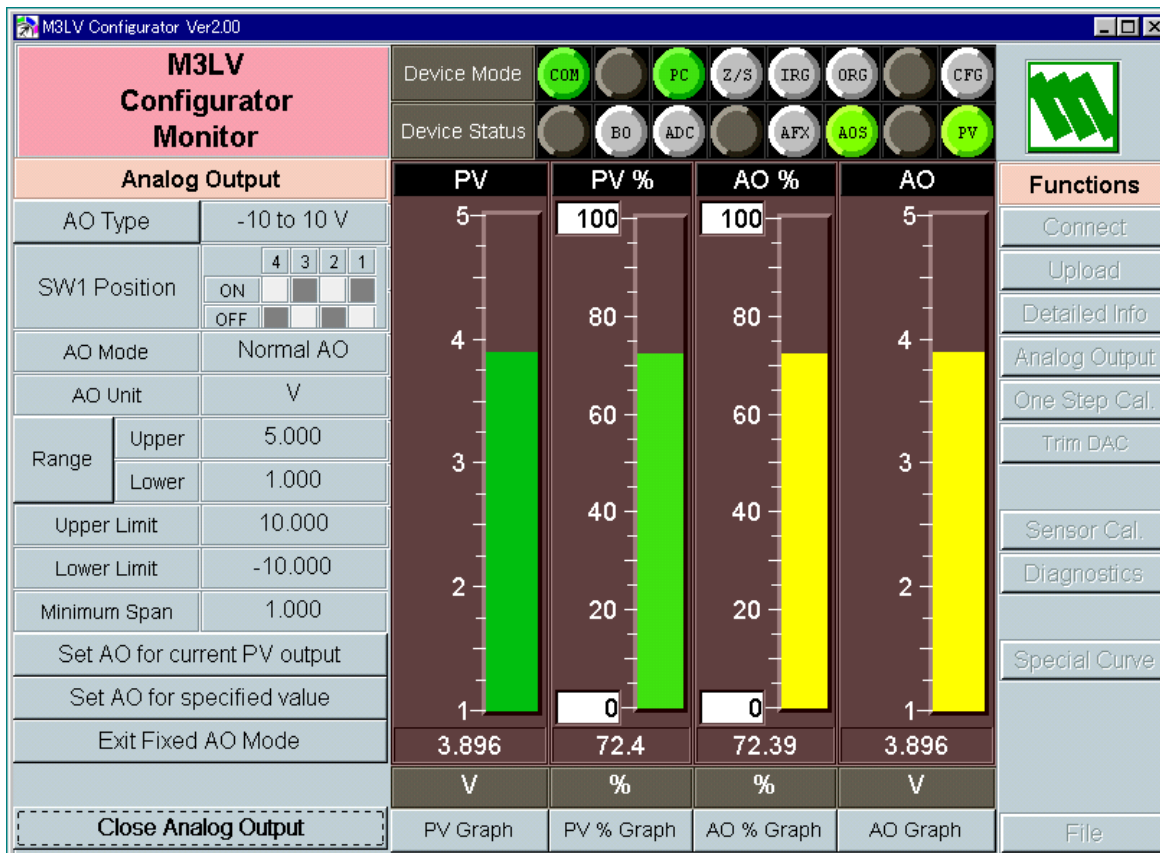 M3LV Configurator Ver2.00
M3LV
Configurator
Monitor
Device Mode
COM PC Z/S IRG ORG CFG
Device Status
BO ADC AFX AOS PV
Analog Output
AO Type -10 to 10 V
SW1 Position
4 3 2 1
ON
OFF
AO Mode Normal AO
AO Unit V
Range
Upper 5.000
Lower 1.000
Upper Limit 10.000
Lower Limit -10.000
Minimum Span 1.000
Set AO for current PV output
Set AO for specified value
Exit Fixed AO Mode
Close Analog Output
PV
5
4
3
2
1
3.896
V
PV Graph
PV %
100
80
60
40
20
0
72.4
%
PV % Graph
AO %
100
80
60
40
20
0
72.39
%
AO % Graph
AO
5
4
3
2
1
3.896
V
AO Graph
Functions
Connect
Upload
Detailed Info
Analog Output
One Step Cal.
Trim DAC
Sensor Cal.
Diagnostics
Special Curve
File